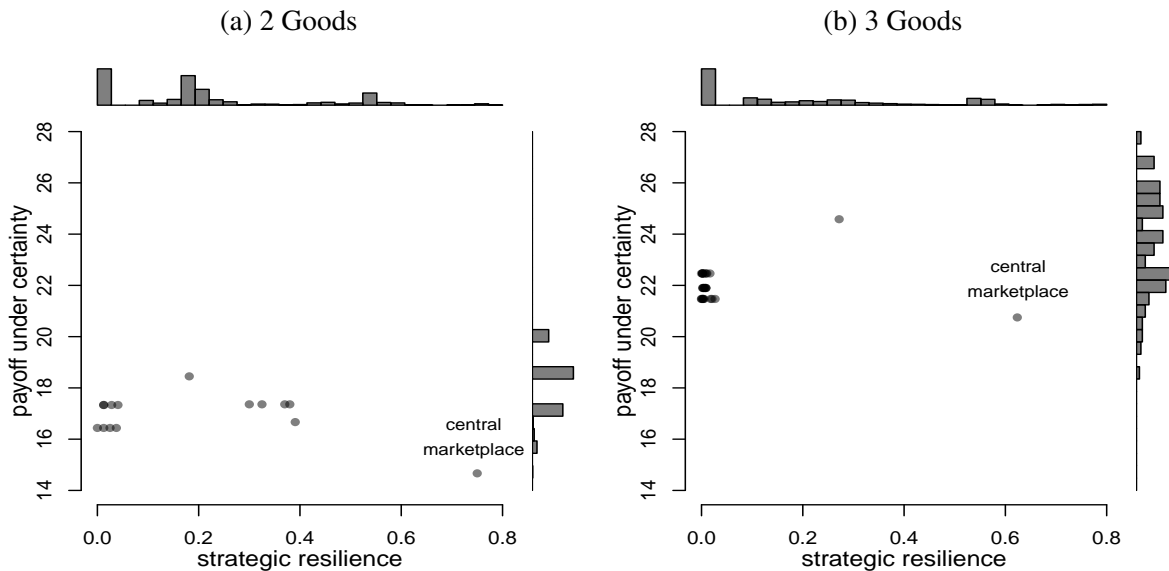 (a) 2 Goods
(b) 3 Goods
payoff under certainty
28
26
24
22
20
18
16
14
central
marketplace
0.0 0.2 0.4 0.6 0.8
strategic resilience
payoff under certainty
28
26
24
22
20
18
16
14
central
marketplace
0.0 0.2 0.4 0.6 0.8
strategic resilience